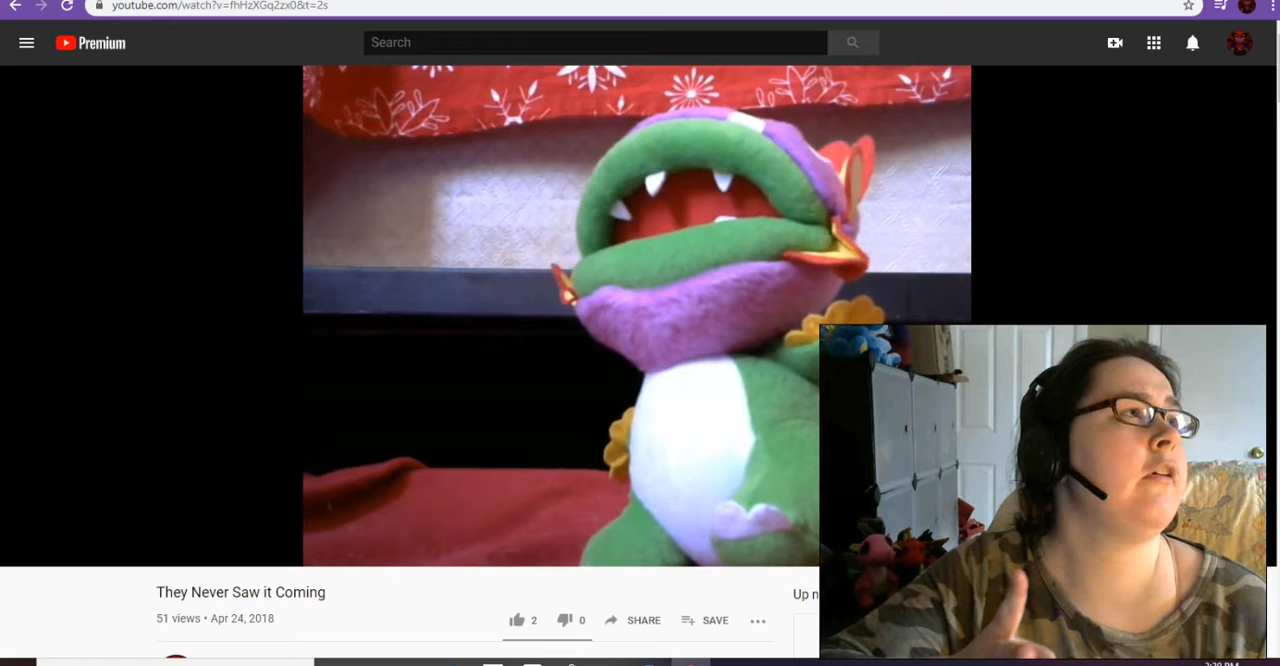 youtube.com/watch?v=fhHzXGq2zx0&t=2s
Premium
Search
They Never Saw it Coming
Up n
51 views • Apr 24, 2018
2
0
SHARE
SAVE